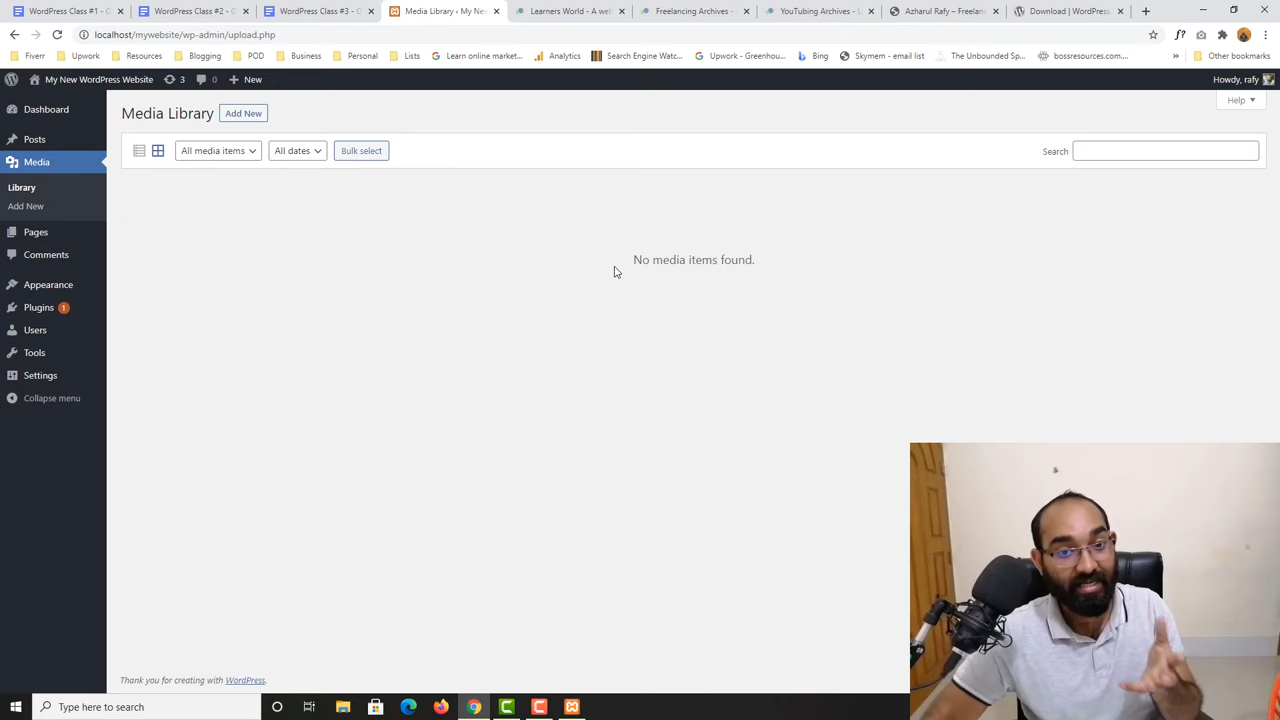 WordPress Class #1 - G
WordPress Class #2 - G
WordPress Class #3 - G
Media Library ‹ My New
Learners World - A web
Freelancing Archives -
YouTubing Archives - L
Azharul Rafy – Freelanc
Download | WordPress
localhost/mywebsite/wp-admin/upload.php
Fiverr
Upwork
Resources
Blogging
POD
Business
Personal
Lists
Learn online market...
Analytics
Search Engine Watc...
Upwork - Greenhou...
Bing
Skymem - email list
The Unbounded Sp...
bossresources.com...
Other bookmarks
My New WordPress Website
3
0
New
Howdy, rafy
Dashboard
Posts
Media
Library
Add New
Pages
Comments
Appearance
Plugins 1
Users
Tools
Settings
Collapse menu
Help
Media Library
Add New
All media items
All dates
Bulk select
Search
No media items found.
Thank you for creating with WordPress.
Type here to search